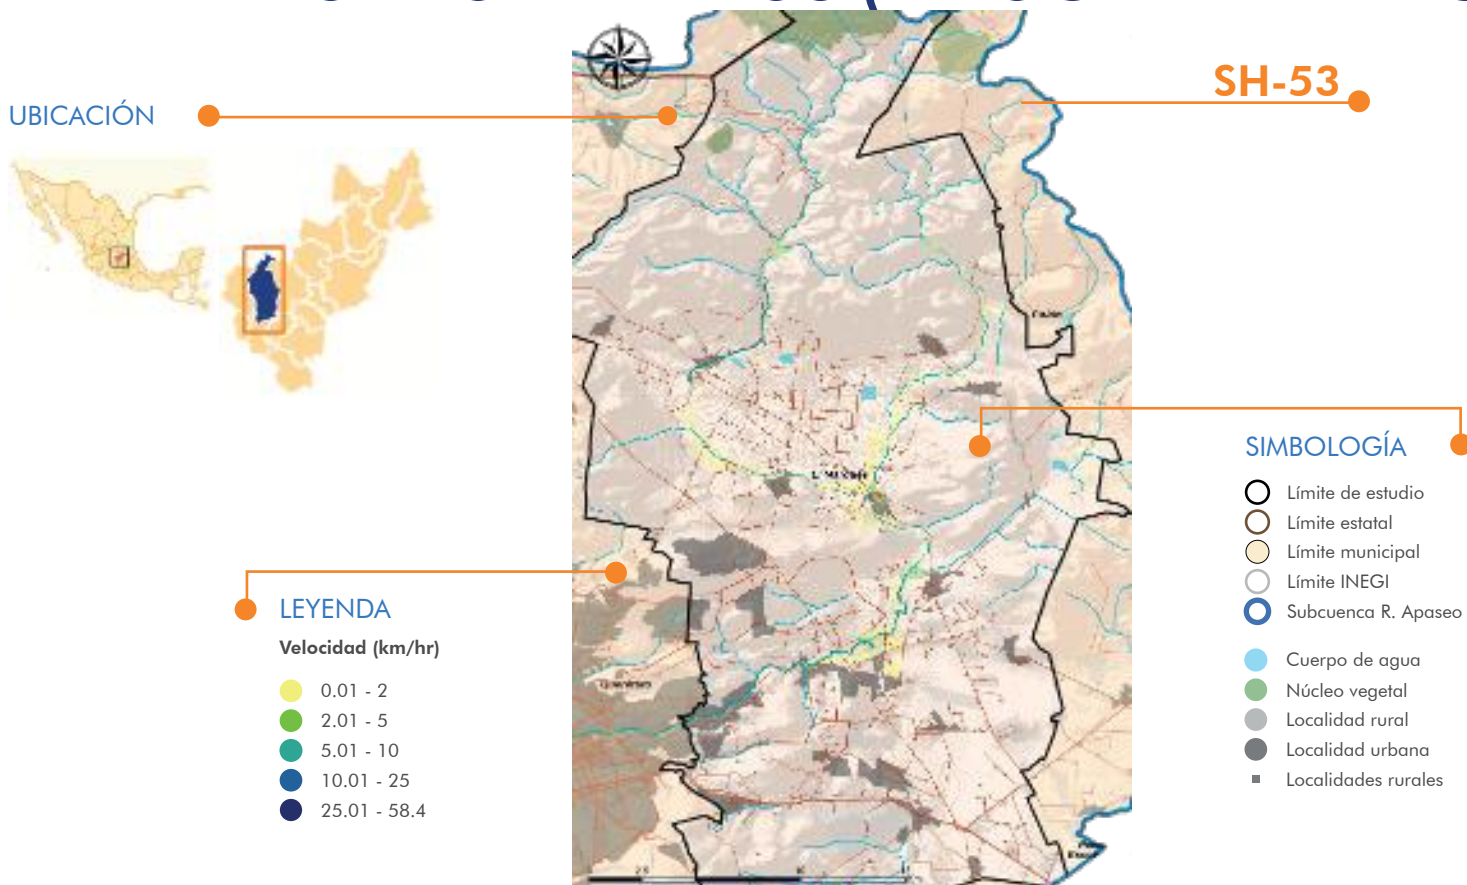 SH-53
UBICACIÓN
SIMBOLOGÍA
Límite de estudio
Límite estatal
Límite municipal
Límite INEGI
Subcuenca R. Apaseo
Cuerpo de agua
Núcleo vegetal
Localidad rural
Localidad urbana
Localidades rurales
LEYENDA
Velocidad (km/hr)
0.01 - 2
2.01 - 5
5.01 - 10
10.01 - 25
25.01 - 58.4